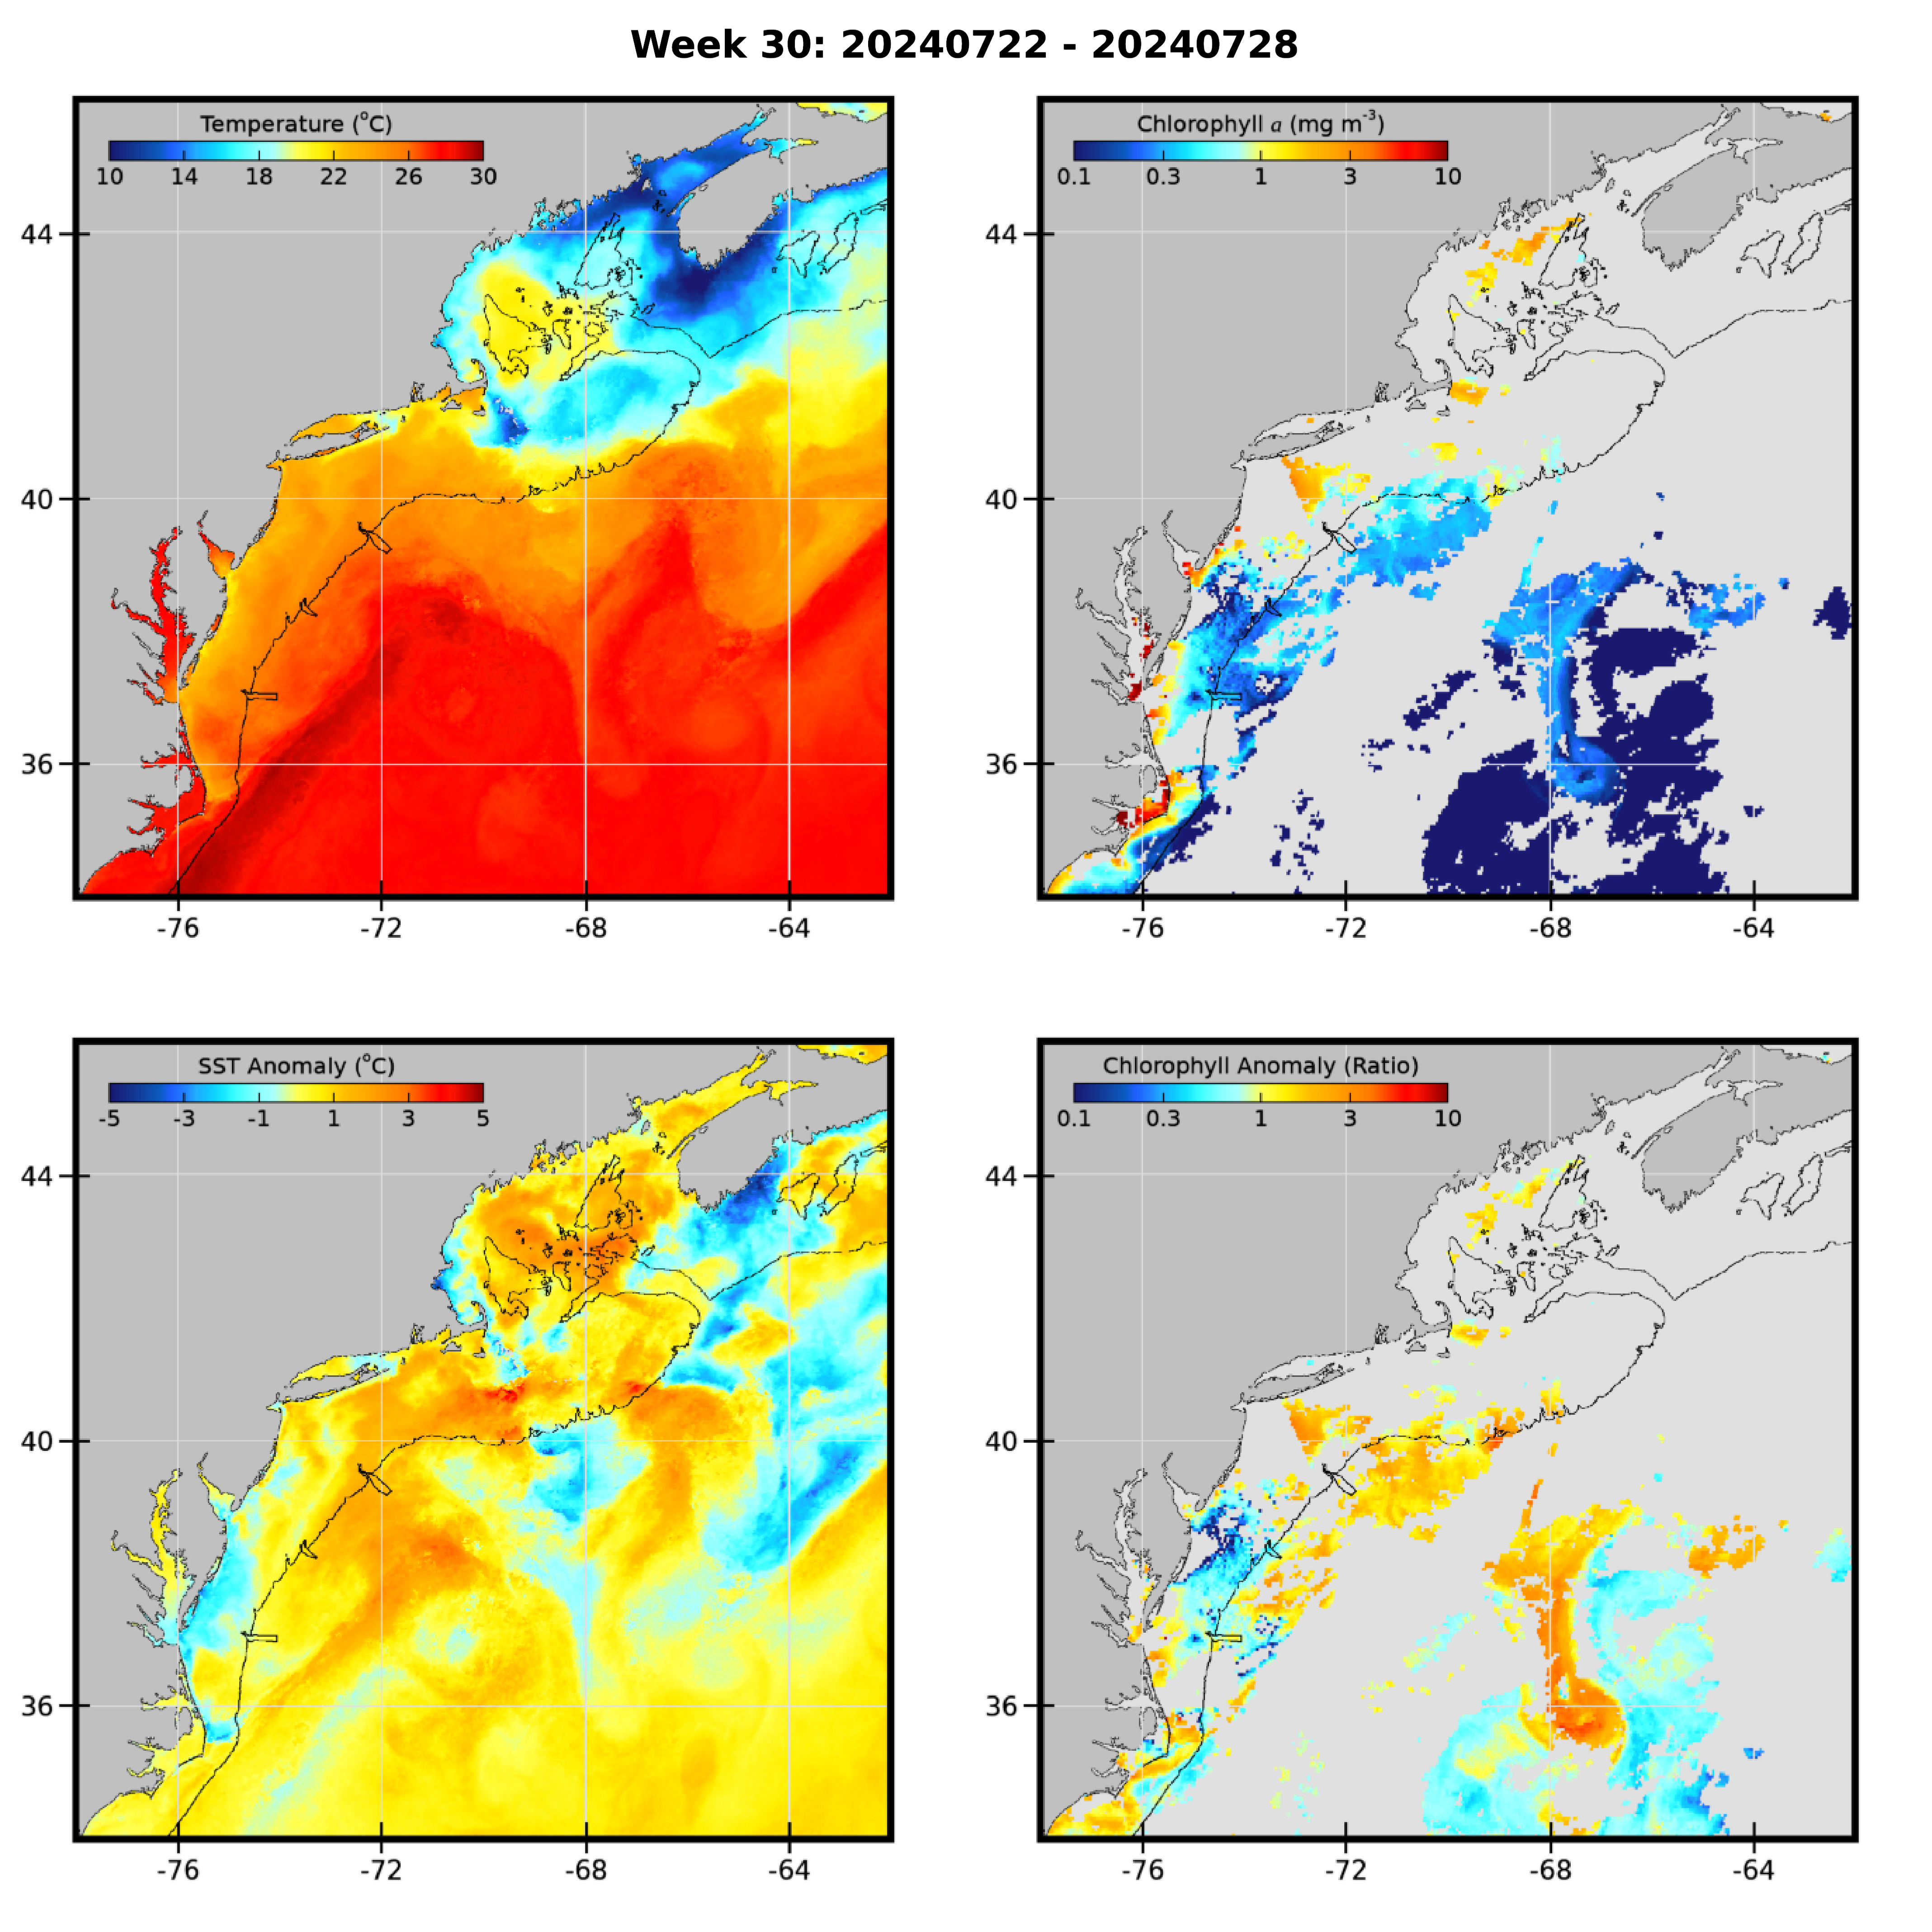 Week 30: 20240722 - 20240728
Temperature (°C)
10 14 18 22 26 30
44
40
36
-76 -72 -68 -64
Chlorophyll a (mg m⁻³)
0.1 0.3 1 3 10
44
40
36
-76 -72 -68 -64
SST Anomaly (°C)
-5 -3 -1 1 3 5
44
40
36
-76 -72 -68 -64
Chlorophyll Anomaly (Ratio)
0.1 0.3 1 3 10
44
40
36
-76 -72 -68 -64